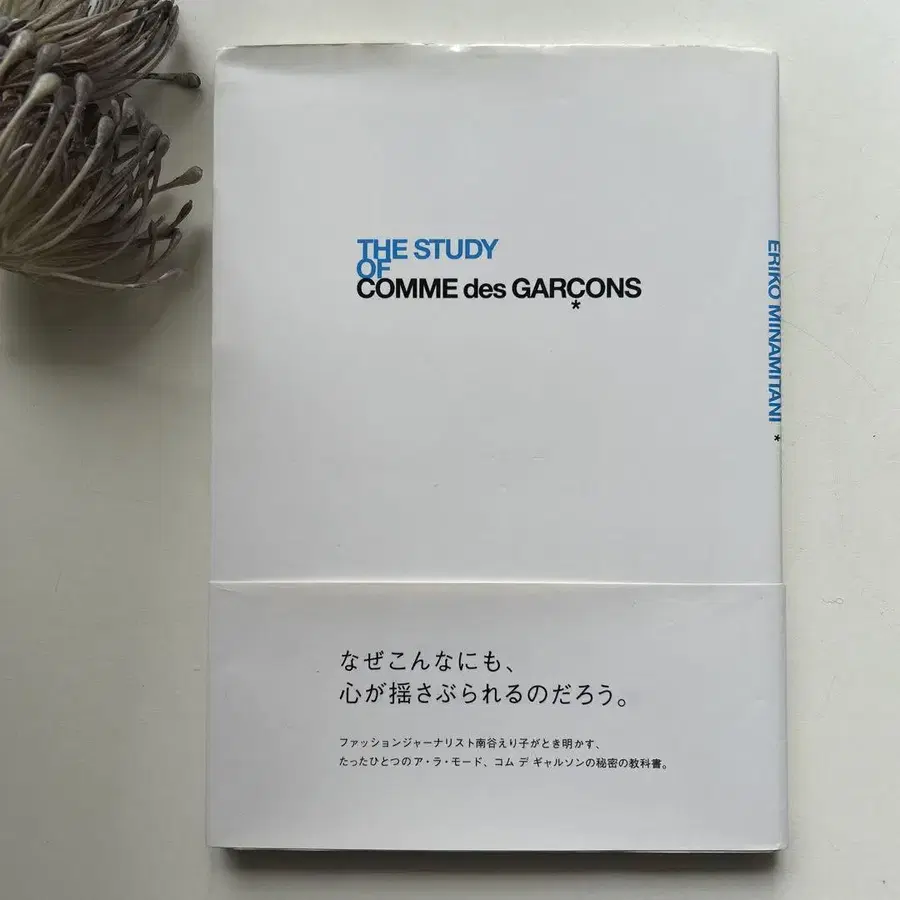 THE STUDY
OF
COMME des GARÇONS
*
ERIKO MINAMITANI *
なぜこんなにも、
心が揺さぶられるのだろう。
ファッションジャーナリスト南谷えり子がとき明かす、
たったひとつのア・ラ・モード、コム デ ギャルソンの秘密の教科書。